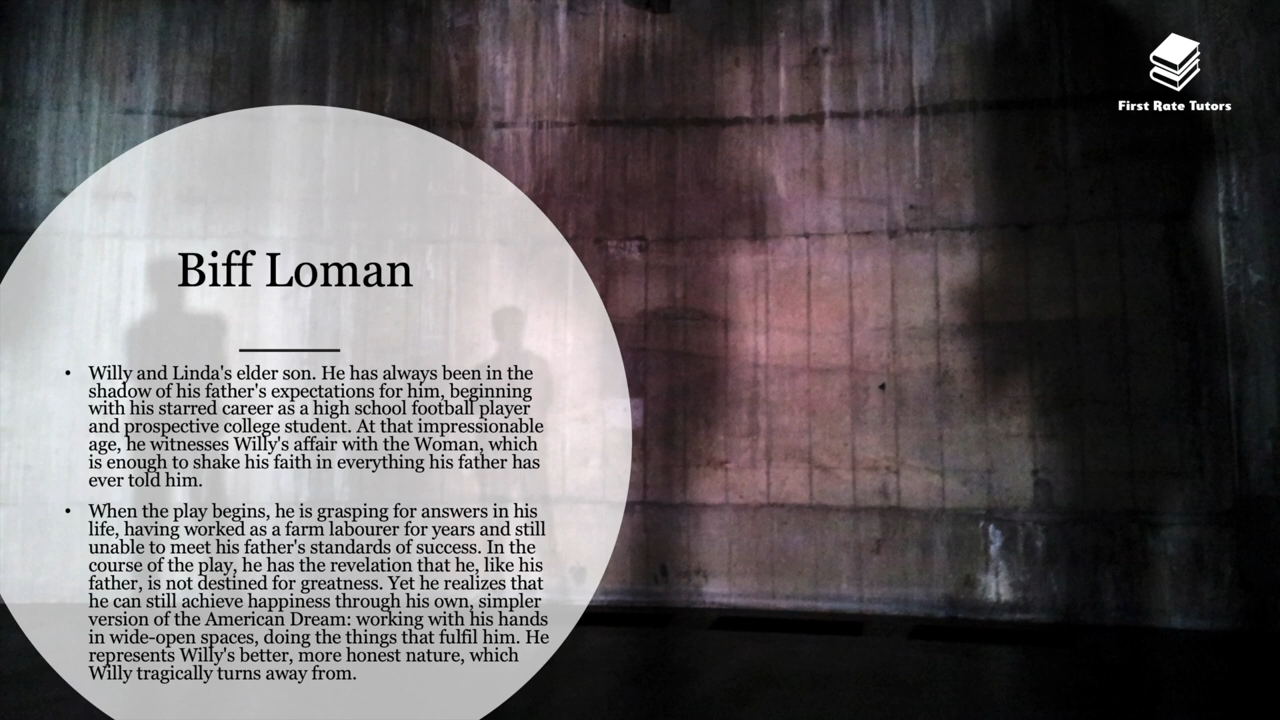 First Rate Tutors
Biff Loman
• Willy and Linda's elder son. He has always been in the
shadow of his father's expectations for him, beginning
with his starred career as a high school football player
and prospective college student. At that impressionable
age, he witnesses Willy's affair with the Woman, which
is enough to shake his faith in everything his father has
ever told him.
• When the play begins, he is grasping for answers in his
life, having worked as a farm labourer for years and still
unable to meet his father's standards of success. In the
course of the play, he has the revelation that he, like his
father, is not destined for greatness. Yet he realizes that
he can still achieve happiness through his own, simpler
version of the American Dream: working with his hands
in wide-open spaces, doing the things that fulfil him. He
represents Willy's better, more honest nature, which
Willy tragically turns away from.